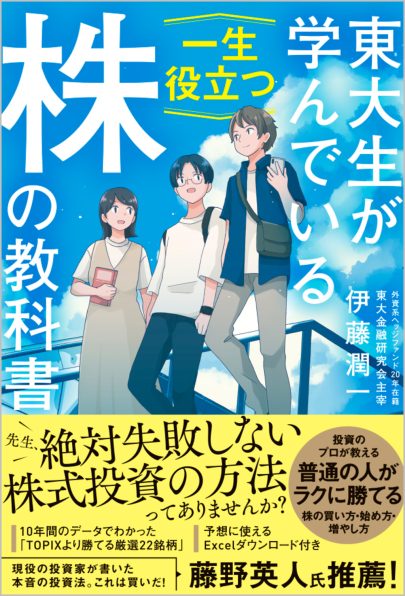 東大生が
学んでいる
一生
役立つ
株の教科書
外資系ヘッジファンド20年在籍
東大金融研究会主宰
伊藤潤一
先生、
絶対失敗しない
株式投資の方法
ってありませんか?
投資の
プロが教える
普通の人が
ラクに勝てる
株の買い方・始め方・
増やし方
10年間のデータでわかった
「TOPIXより勝てる厳選22銘柄」
予想に使える
Excelダウンロード付き
現役の投資家が書いた
本音の投資法。これは買いだ!
藤野英人氏推薦!